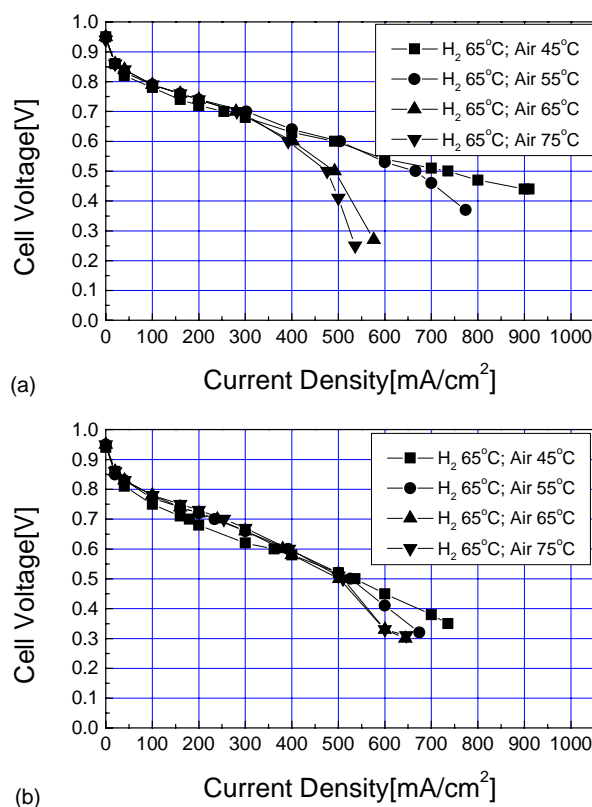 1.0
0.9
0.8
0.7
0.6
0.5
0.4
0.3
0.2
0.1
0.0
Cell Voltage[V]
H₂ 65°C; Air 45°C
H₂ 65°C; Air 55°C
H₂ 65°C; Air 65°C
H₂ 65°C; Air 75°C
0 100 200 300 400 500 600 700 800 900 1000
(a)
Current Density[mA/cm²]
1.0
0.9
0.8
0.7
0.6
0.5
0.4
0.3
0.2
0.1
0.0
Cell Voltage[V]
H₂ 65°C; Air 45°C
H₂ 65°C; Air 55°C
H₂ 65°C; Air 65°C
H₂ 65°C; Air 75°C
0 100 200 300 400 500 600 700 800 900 1000
(b)
Current Density[mA/cm²]